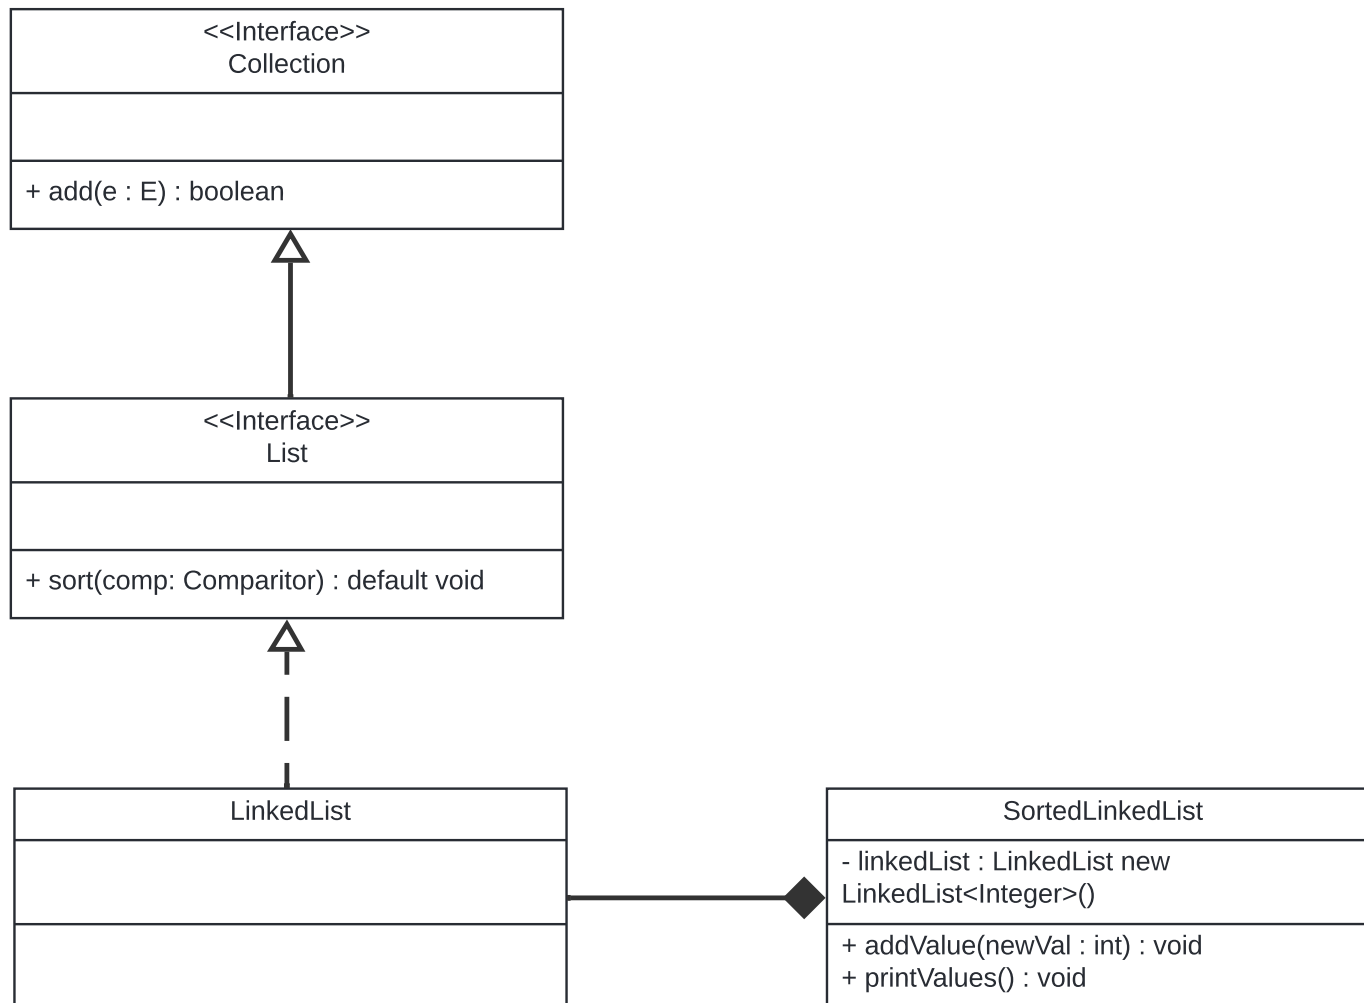 <<Interface>>
Collection
+ add(e : E) : boolean
<<Interface>>
List
+ sort(comp: Comparitor) : default void
LinkedList
SortedLinkedList
- linkedList : LinkedList new
LinkedList<Integer>()
+ addValue(newVal : int) : void
+ printValues() : void